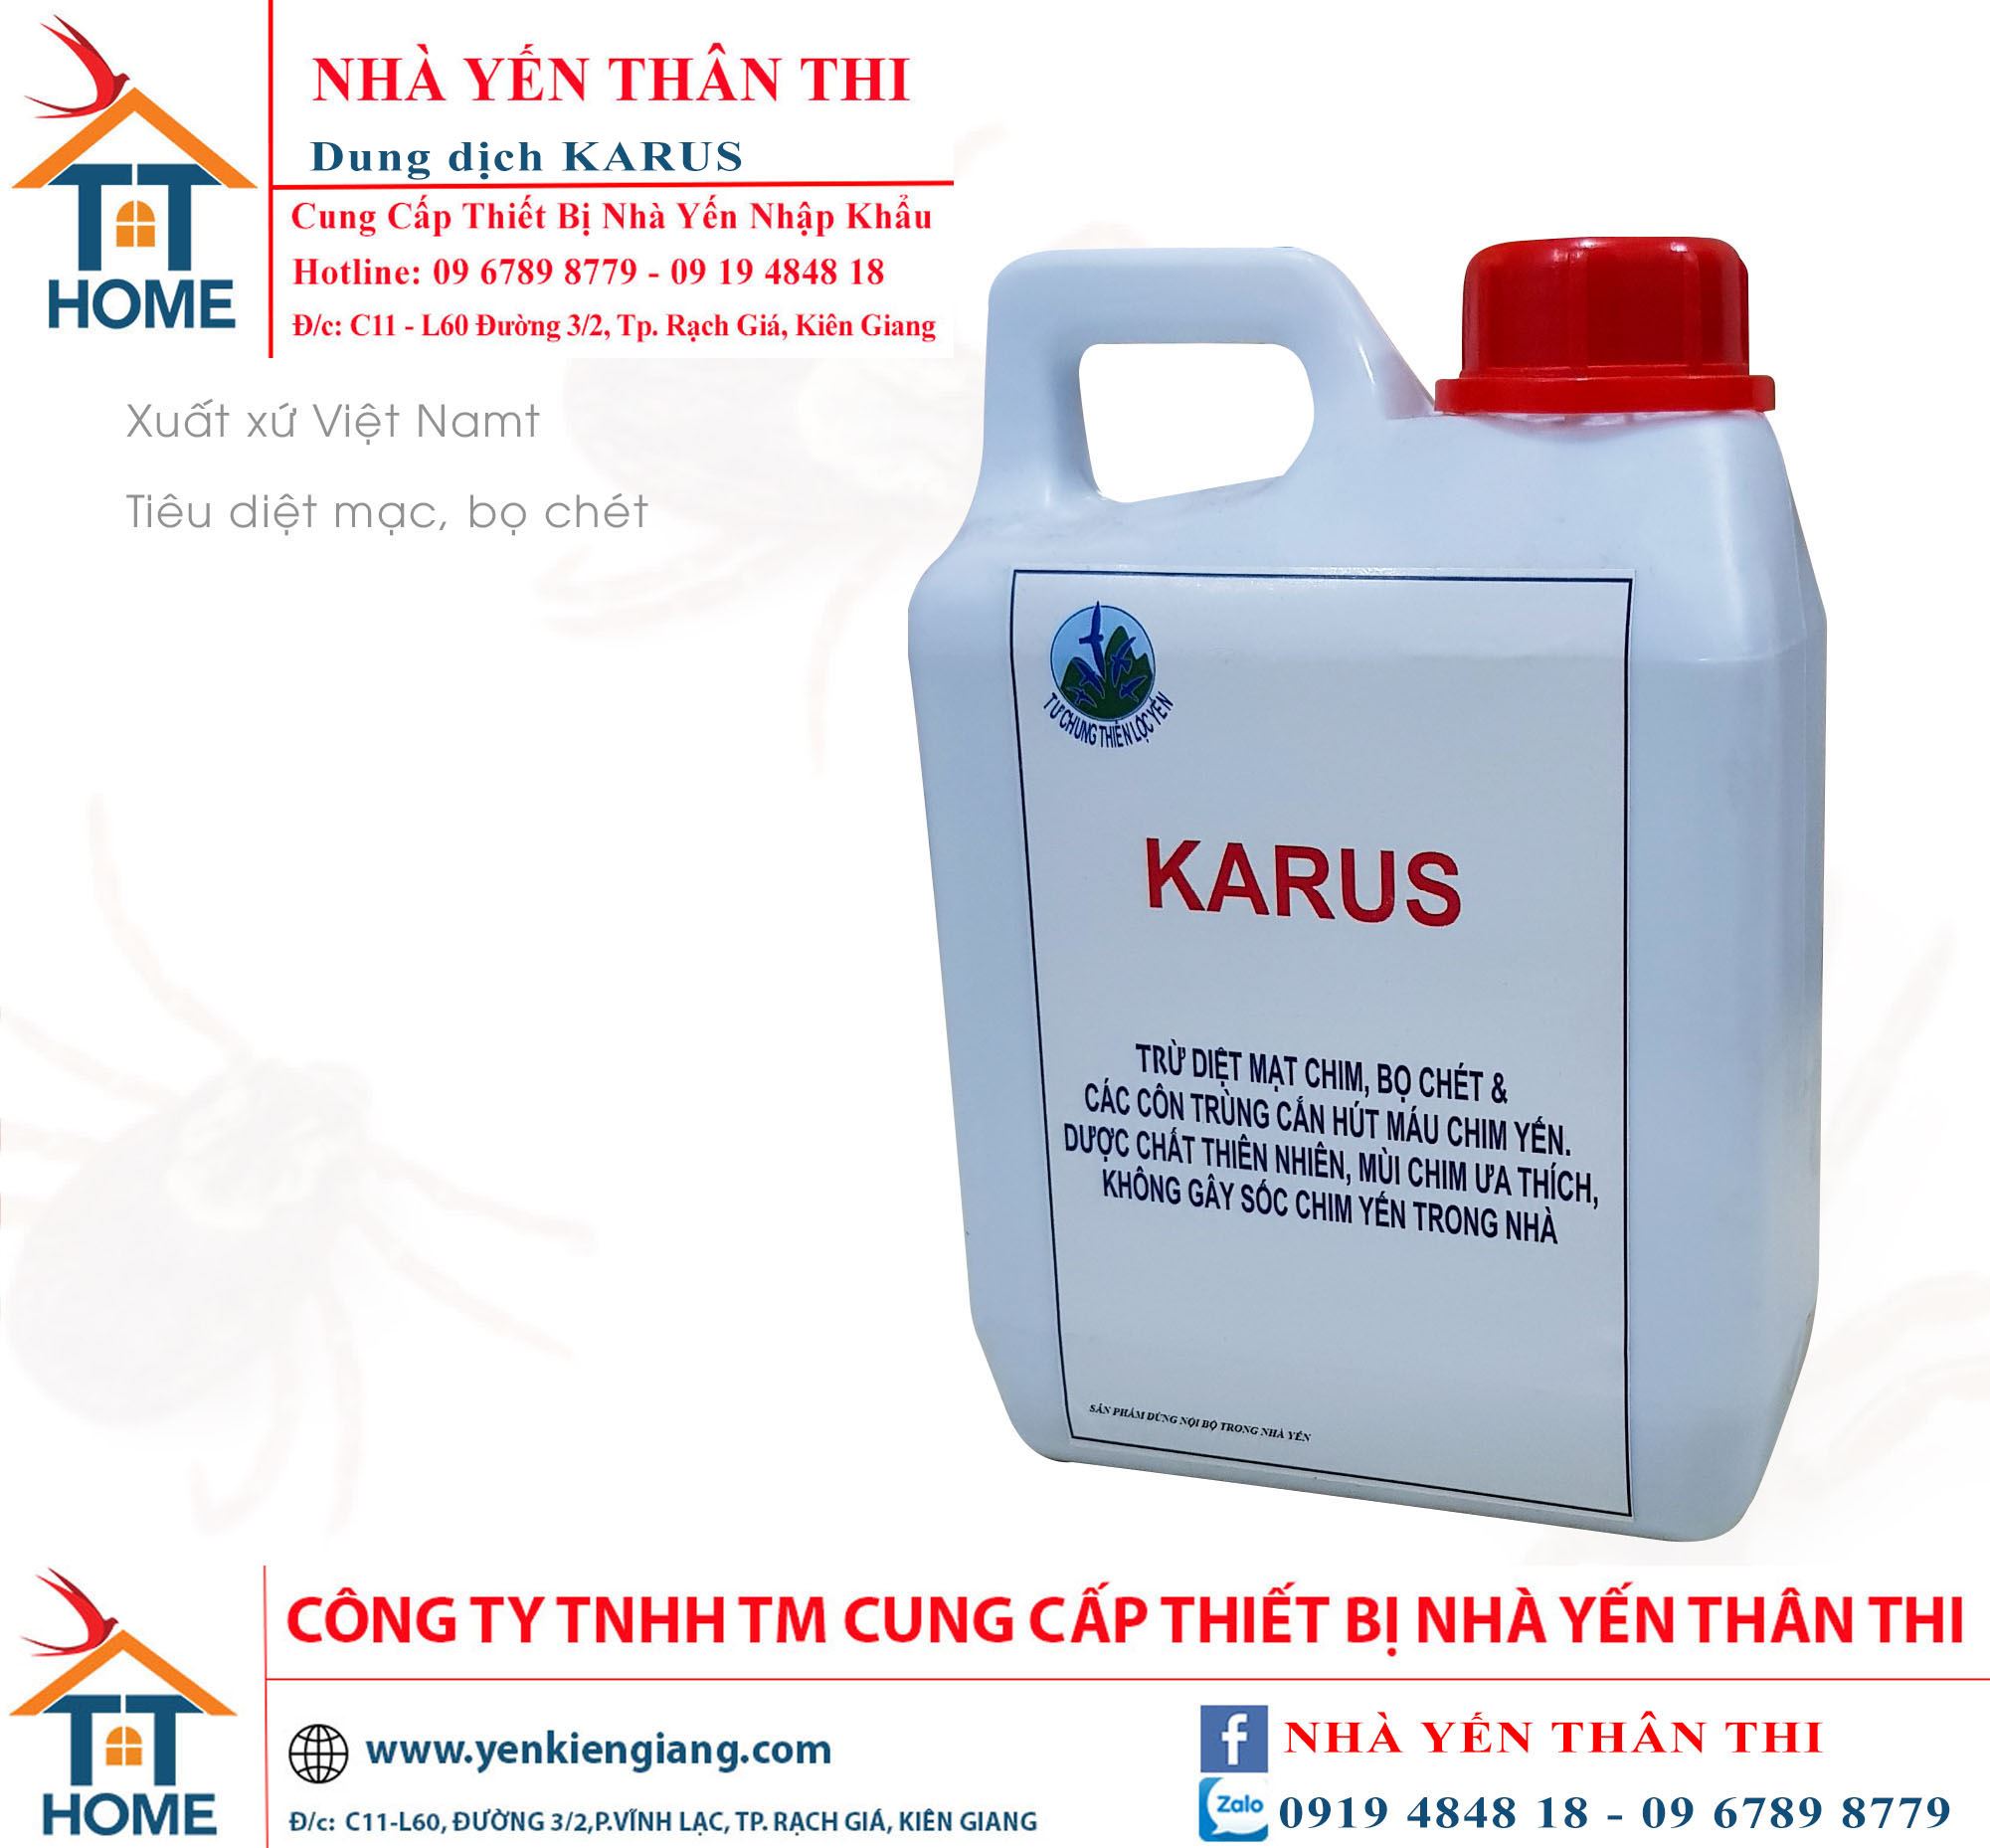 NHÀ YẾN THÂN THI
Dung dịch KARUS
Cung Cấp Thiết Bị Nhà Yến Nhập Khẩu
Hotline: 09 6789 8779 - 09 19 4848 18
Đ/c: C11 - L60 Đường 3/2, Tp. Rạch Giá, Kiên Giang
TT
HOME
Xuất xứ Việt Namt
Tiêu diệt mạc, bọ chét
TƯ CHUNG THIÊN LỘC YẾN
KARUS
TRỪ DIỆT MẠT CHIM, BỌ CHÉT &
CÁC CÔN TRÙNG CẮN HÚT MÁU CHIM YẾN.
DƯỢC CHẤT THIÊN NHIÊN, MÙI CHIM ƯA THÍCH,
KHÔNG GÂY SỐC CHIM YẾN TRONG NHÀ
SẢN PHẨM DÙNG NỘI BỘ TRONG NHÀ YẾN
CÔNG TY TNHH TM CUNG CẤP THIẾT BỊ NHÀ YẾN THÂN THI
TT
HOME
www.yenkiengiang.com
Đ/c: C11-L60, ĐƯỜNG 3/2,P.VĨNH LẠC, TP. RẠCH GIÁ, KIÊN GIANG
f NHÀ YẾN THÂN THI
Zalo 0919 4848 18 - 09 6789 8779